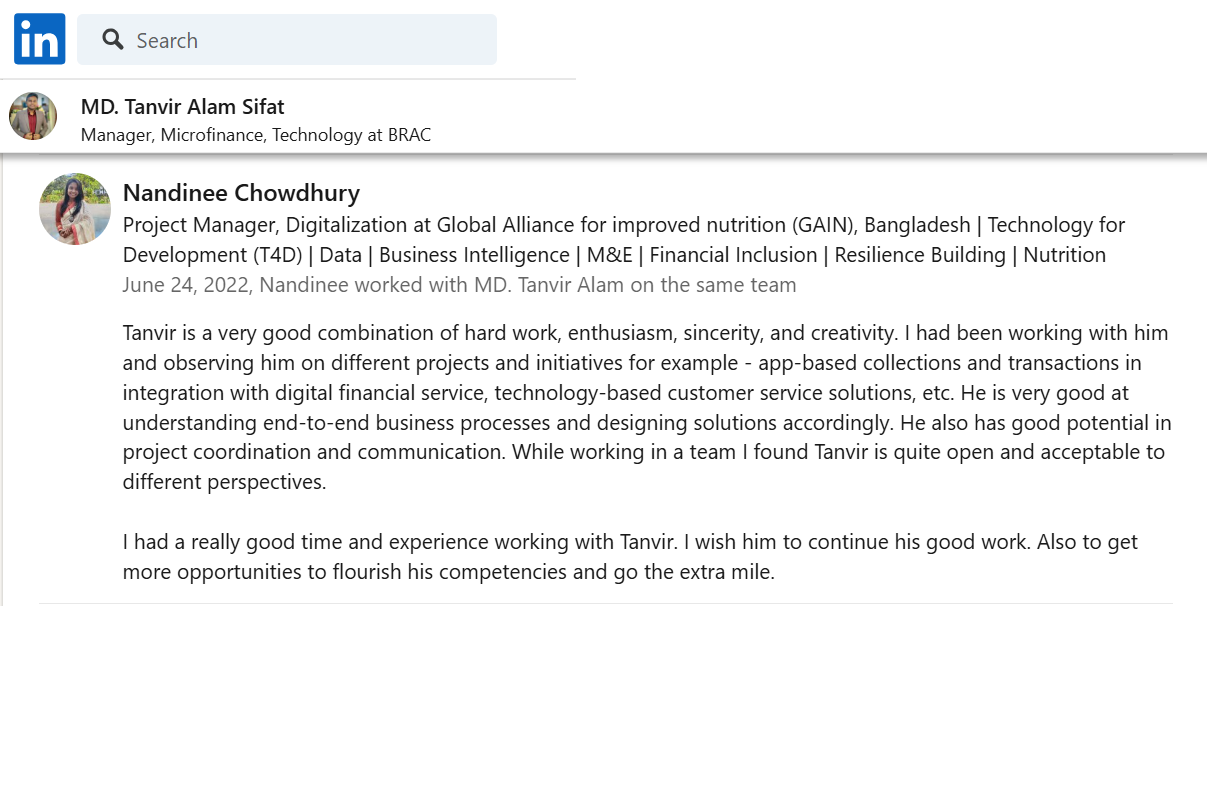 in
Search
MD. Tanvir Alam Sifat
Manager, Microfinance, Technology at BRAC
Nandinee Chowdhury
Project Manager, Digitalization at Global Alliance for improved nutrition (GAIN), Bangladesh | Technology for
Development (T4D) | Data | Business Intelligence | M&E | Financial Inclusion | Resilience Building | Nutrition
June 24, 2022, Nandinee worked with MD. Tanvir Alam on the same team
Tanvir is a very good combination of hard work, enthusiasm, sincerity, and creativity. I had been working with him
and observing him on different projects and initiatives for example - app-based collections and transactions in
integration with digital financial service, technology-based customer service solutions, etc. He is very good at
understanding end-to-end business processes and designing solutions accordingly. He also has good potential in
project coordination and communication. While working in a team I found Tanvir is quite open and acceptable to
different perspectives.
I had a really good time and experience working with Tanvir. I wish him to continue his good work. Also to get
more opportunities to flourish his competencies and go the extra mile.